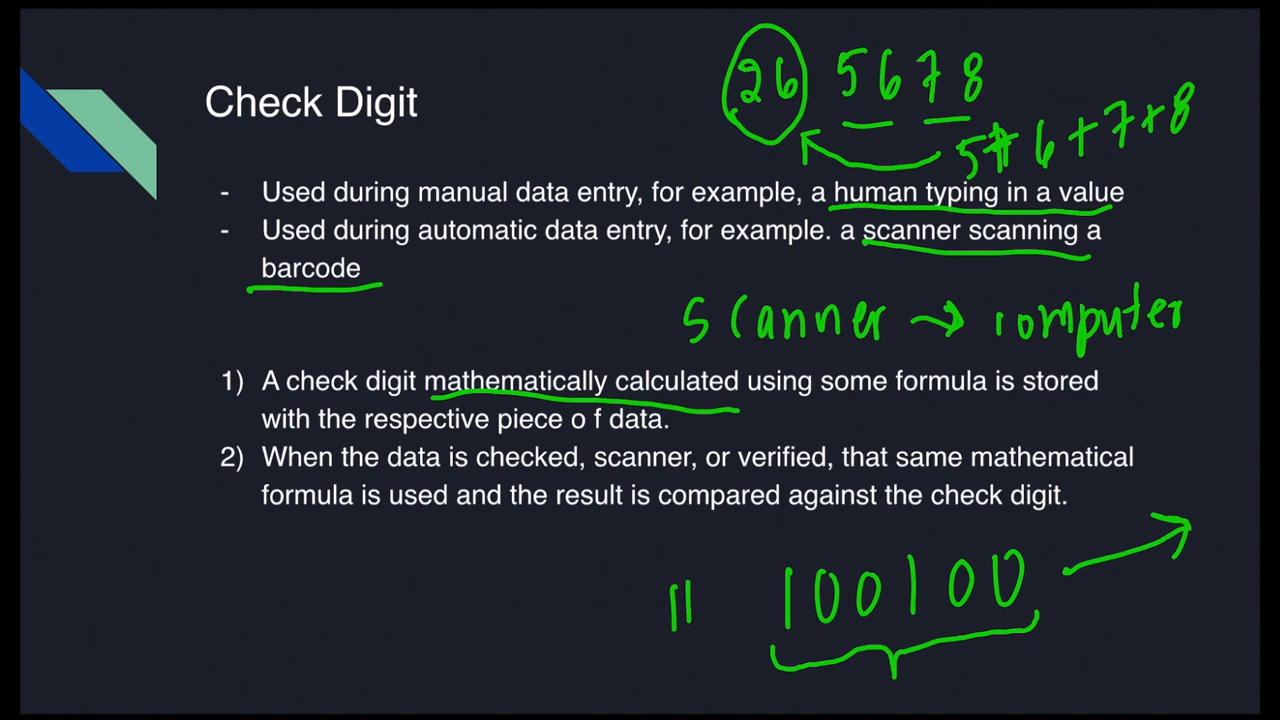 26 5678
Check Digit
5+6+7+8
- Used during manual data entry, for example, a human typing in a value
- Used during automatic data entry, for example. a scanner scanning a
barcode
scanner → computer
1) A check digit mathematically calculated using some formula is stored
with the respective piece o f data.
2) When the data is checked, scanner, or verified, that same mathematical
formula is used and the result is compared against the check digit.
11 100100